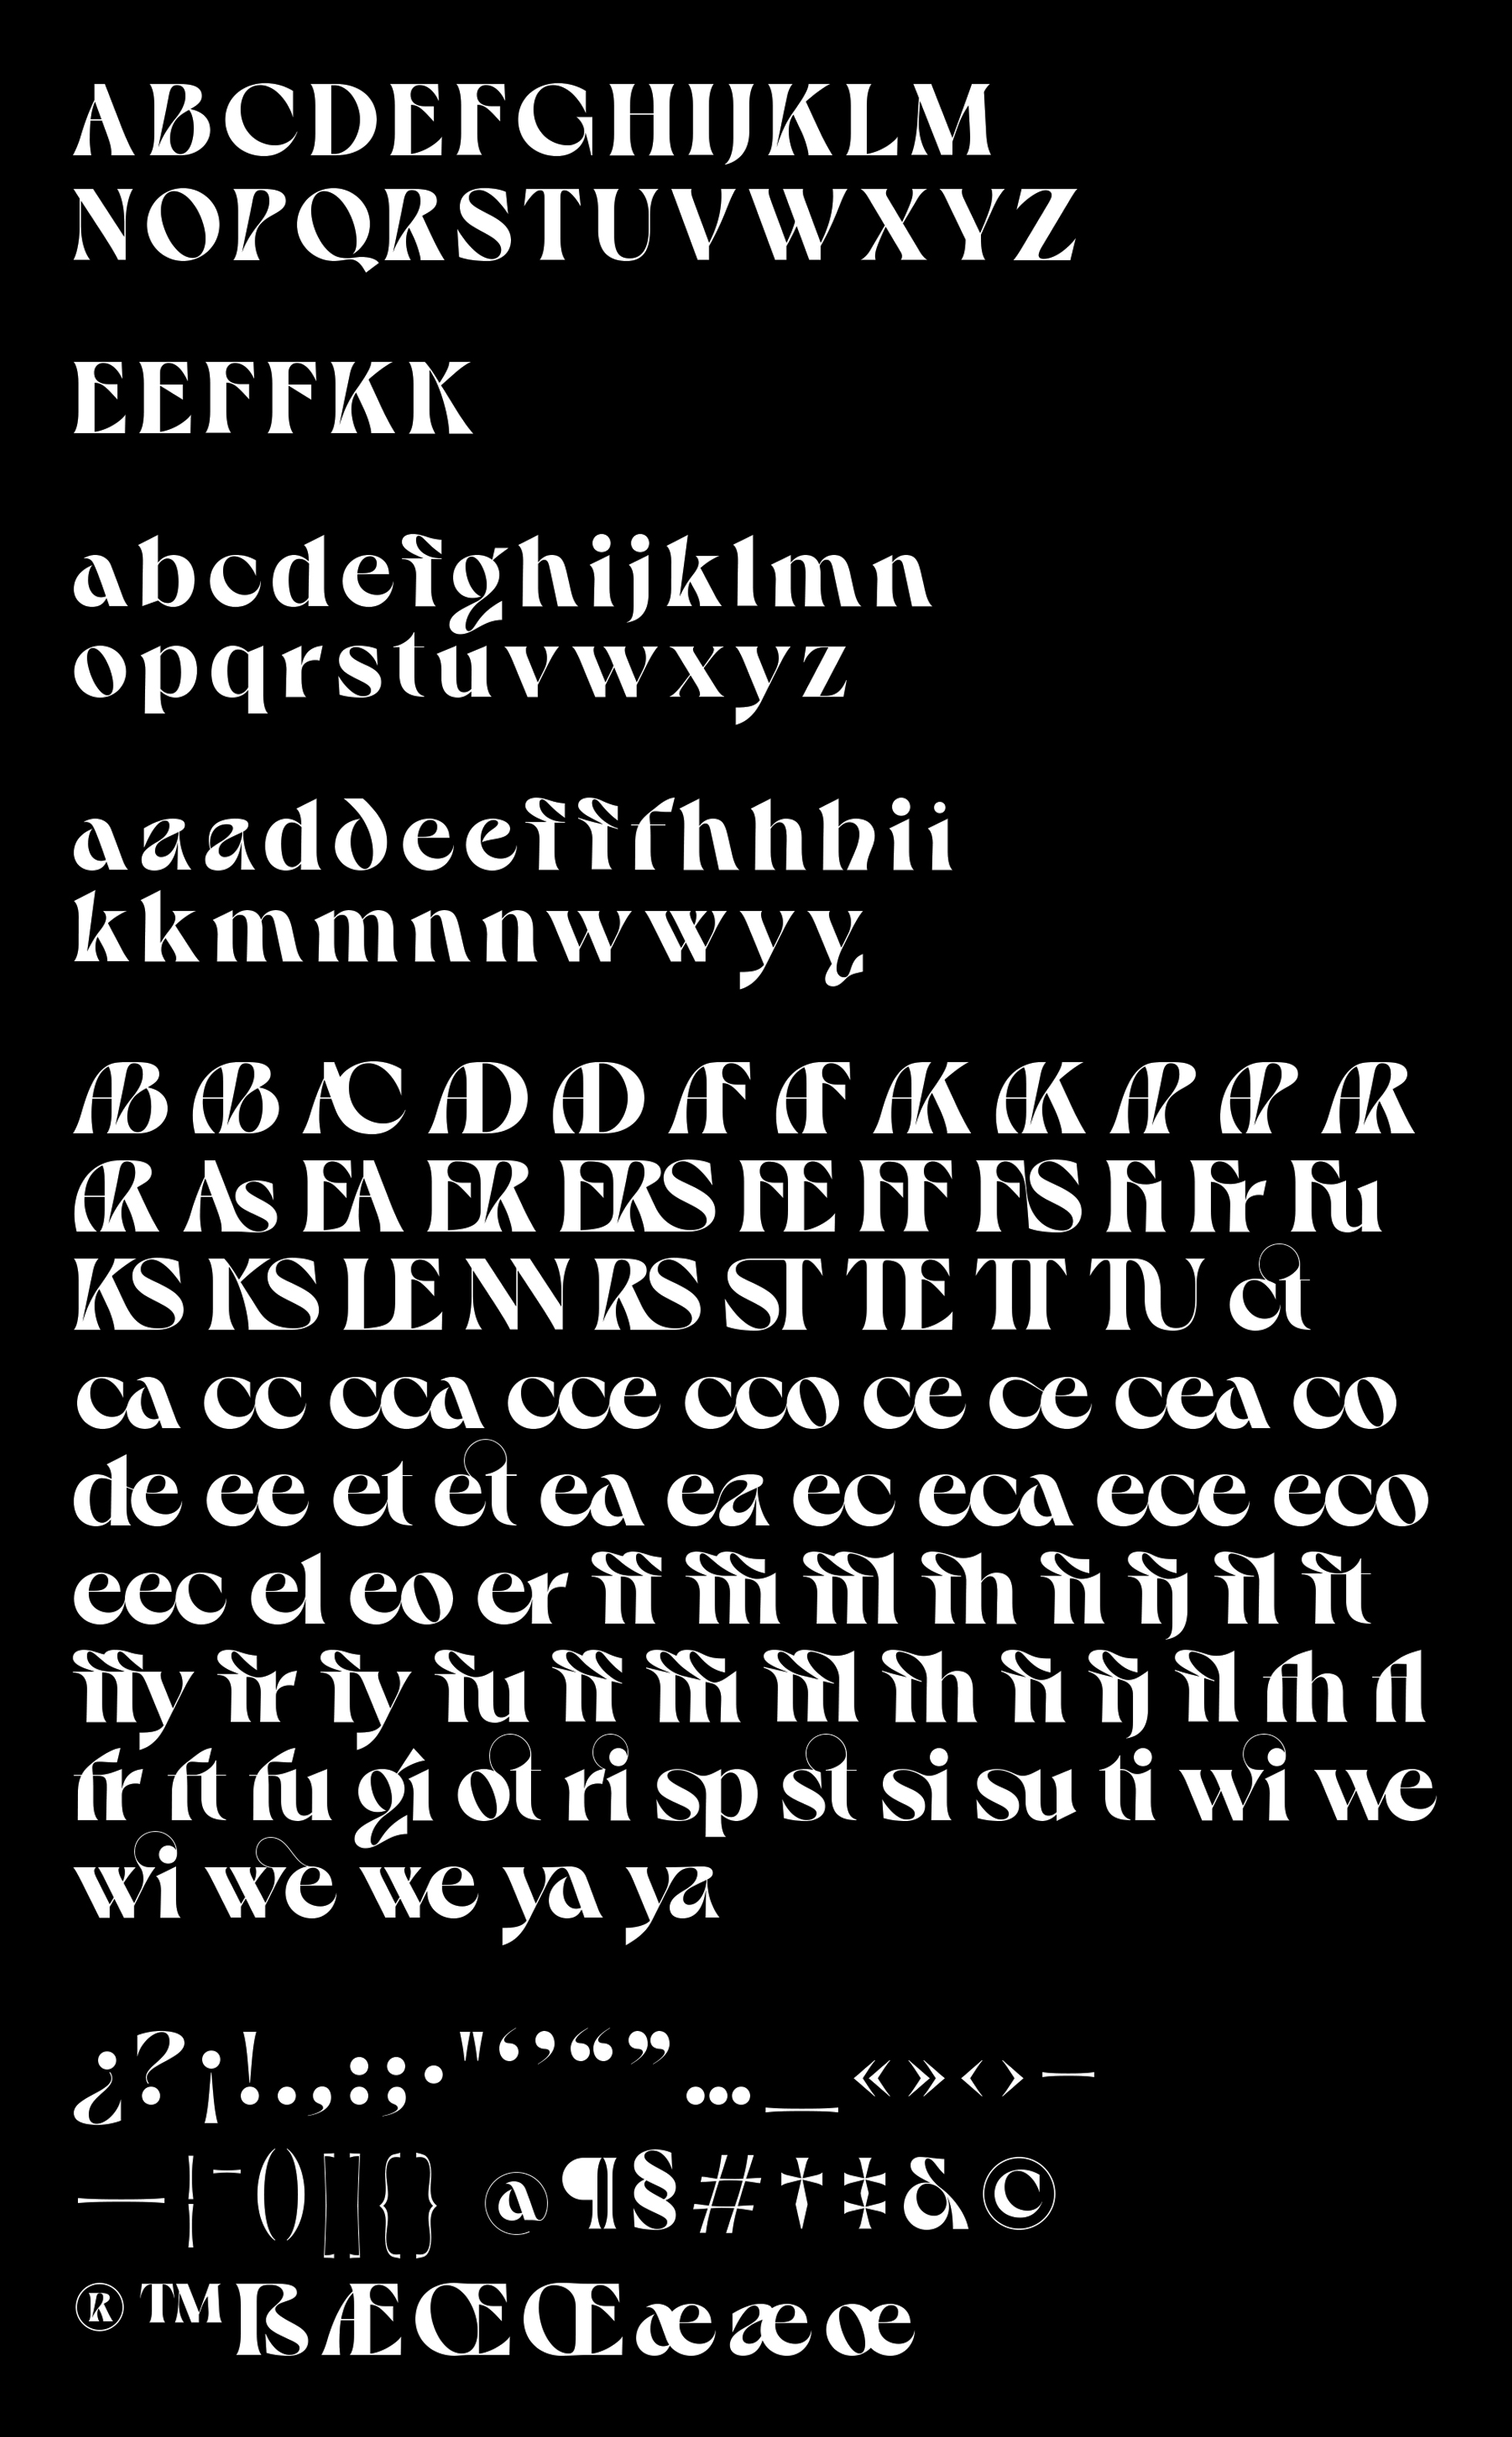 ABCDEFGHIJKLM
NOPQRSTUVWXYZ
EEFFKK
abcdefghijklmn
opqrstuvwxyz
aaaddeefffhhhii
kkmmnnwwyy
AB AB AC AD AD AF AF AK AK AP AP AR
AR AS EA ER ES FE FF FS Fi Fr Fu
KS KS LE NN RS ST TE TT TU ci
ca cc cca cce cco ce ce cea co
de ee et ei ea ea ec eca ece eco
eec el eo er ff ffi ffl fh fi fj fl ft
ffy fr fy fu ff ffi ffl fh fi fj fl fh fl
fr ft fu gi ot ri sp st si su ti wi we
wi we we ya ya
¿?¡!.,:;·"‘’“”…_«»‹›–
—¦-()[]{} @¶§#†‡&©
®™ẞÆŒŒææœ